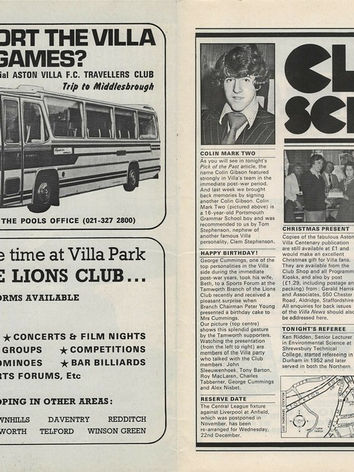 ORT THE VILLA
GAMES?
ial ASTON VILLA F.C. TRAVELLERS CLUB
Trip to Middlesbrough
THE POOLS OFFICE (021-327 2800)
e time at Villa Park
E LIONS CLUB...
ORMS AVAILABLE
★ CONCERTS & FILM NIGHTS
GROUPS ★ COMPETITIONS
OMINOES ★ BAR BILLIARDS
RTS FORUMS, Etc
OPING IN OTHER AREAS:
WNHILLS DAVENTRY REDDITCH
WORTH TELFORD WINSON GREEN
CL
SC
COLIN MARK TWO
As you will see in tonight's
Pick of the Past article, the
name Colin Gibson featured
strongly in Villa's team in the
immediate post-war period.
And last week we brought
back memories by signing
another Colin Gibson. Colin
Mark Two (pictured above) is
a 16-year-old Portsmouth
Grammar School boy and was
recommended to us by Tom
Stephenson, nephew of
another famous Villa
personality, Clem Stephenson.
HAPPY BIRTHDAY!
George Cummings, one of the
top personalities in the Villa
side during the immediate
post-war years, took his wife,
Beth, to a Sports Forum at the
Tamworth Branch of the Lions
Club recently and received a
pleasant surprise when
Branch Chairman Peter Young
presented a birthday cake to
Mrs Cummings.
Our picture (top centre)
shows this splendid gesture
by the Tamworth supporters.
Watching the presentation
(from the left to right) are
members of the Villa party
who talked with the Club
members: John
Sleeuwenhoek, Tony Barton,
Roy MacLaren, Charlie
Tabberner, George Cummings
and Alex Nisbet.
RESERVE DATE
The Central League fixture
against Liverpool at Anfield,
which was postponed in
November, has been
re-arranged for Wednesday,
22nd December.
CHRISTMAS PRESENT
Copies of the fabulous Aston
Villa Centenary publication
are still available at £1 and
would make an excellent
Christmas gift for Villa fans.
They are available from the
Club Shop and all Programme
Kiosks, and also by post
(£1.29, including postage and
packing) from: Gerald
and Associates, 550
Road, Aldridge,
of the Villa News should also
be addressed here.
TONIGHT'S REFEREE
Ken Ridden, Senior Lecturer
in Environmental Science at
Shrewsbury Technical
College, started refereeing in
Durham in 1962 and later
served in both the Northern